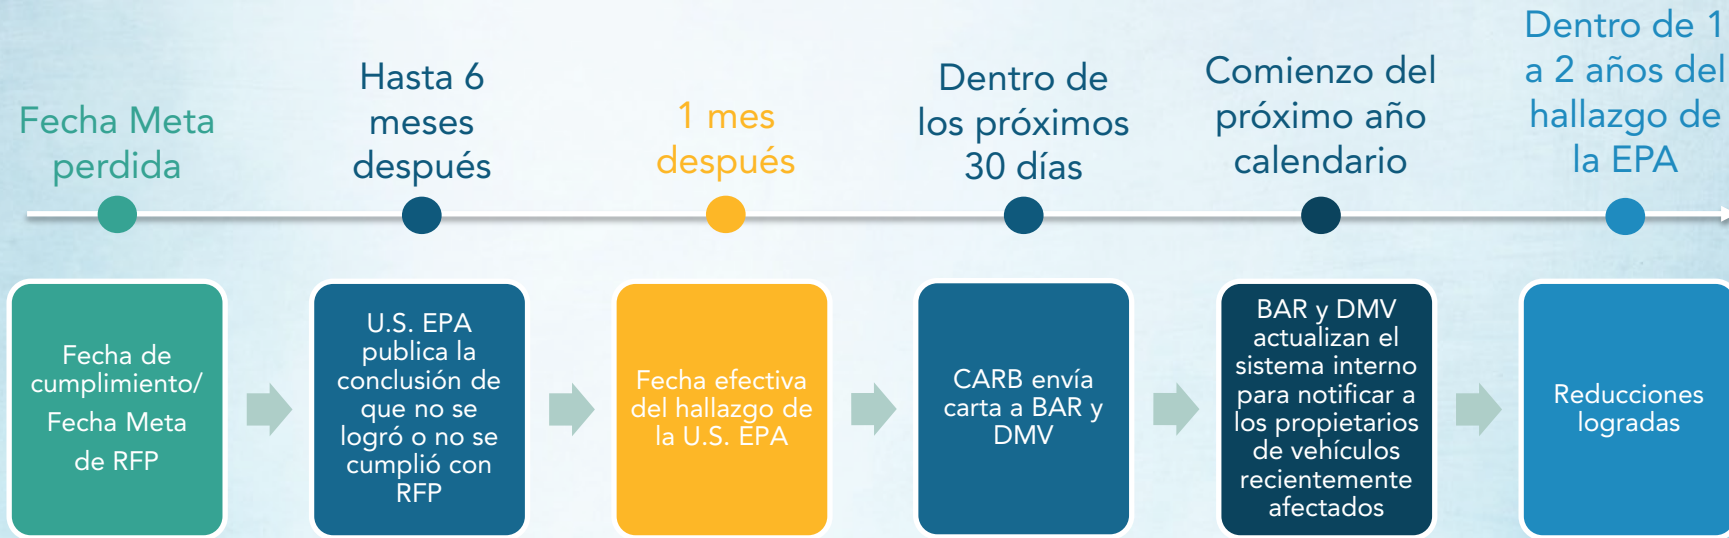 Fecha Meta
perdida
Hasta 6
meses
después
1 mes
después
Dentro de
los próximos
30 días
Comienzo del
próximo año
calendario
Dentro de 1
a 2 años del
hallazgo de
la EPA
Fecha de
cumplimiento/
Fecha Meta
de RFP
U.S. EPA
publica la
conclusión de
que no se
logró o no se
cumplió con
RFP
Fecha efectiva
del hallazgo de
la U.S. EPA
CARB envía
carta a BAR y
DMV
BAR y DMV
actualizan el
sistema interno
para notificar a
los propietarios
de vehículos
recientemente
afectados
Reducciones
logradas